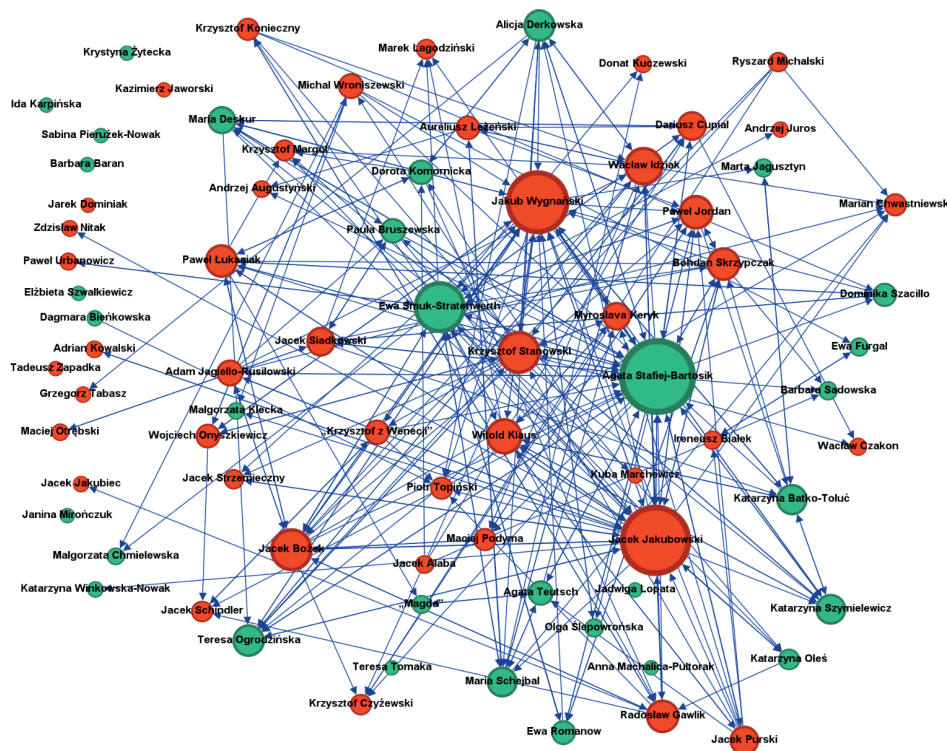 Krzysztof Konieczny
Alicja Derkowska
Marek Lagodziński
Krystyna Żytecka
Donat Kuczewski
Ryszard Michalski
Kazimierz Jaworski
Michał Wroniszewski
Ida Karpińska
Maria Deskur
Aureliusz Leżeński
Dariusz Cupiał
Andrzej Juros
Sabina Pierużek-Nowak
Krzysztof Margol
Wacław Idziak
Barbara Baran
Dorota Komornicka
Marta Jagusztyn
Andrzej Augustyński
Jakub Wygnański
Jarek Dominiak
Marian Chwastniewski
Paweł Jordan
Zdzisław Nitak
Paula Bruszewska
Paweł Urbanowicz
Paweł Łukasiak
Bohdan Skrzypczak
Elżbieta Szwalkiewicz
Ewa Smuk-Stratenwerth
Dominika Szaciłło
Dagmara Bieńkowska
Myroslava Keryk
Adrian Kowalski
Jacek Siadkowski
Krzysztof Stanowski
Ewa Furgal
Tadeusz Zapadka
Adam Jagiełło-Rusiłowski
Agata Stafiej-Bartosik
Grzegorz Tabasz
Barbara Sadowska
Małgorzata Klecka
Maciej Otrębski
Wojciech Onyszkiewicz
„Krzysztof z Wenecji”
Witold Klaus
Ireneusz Białek
Wacław Czakon
Jacek Jakubiec
Jacek Strzemieczny
Kuba Marchewicz
Piotr Topiński
Katarzyna Batko-Tołuć
Janina Mirończuk
Maciej Podyma
Jacek Bożek
Jacek Jakubowski
Małgorzata Chmielewska
Jacek Alaba
Katarzyna Winkowska-Nowak
Agata Teutsch
Jadwiga Lopata
Jacek Schindler
„Magda”
Katarzyna Szymielewicz
Teresa Ogrodzińska
Olga Ślepowrońska
Teresa Tomaka
Anna Machalica-Pułtorak
Katarzyna Oleś
Maria Schejbal
Krzysztof Czyżewski
Radosław Gawlik
Ewa Romanow
Jacek Purski